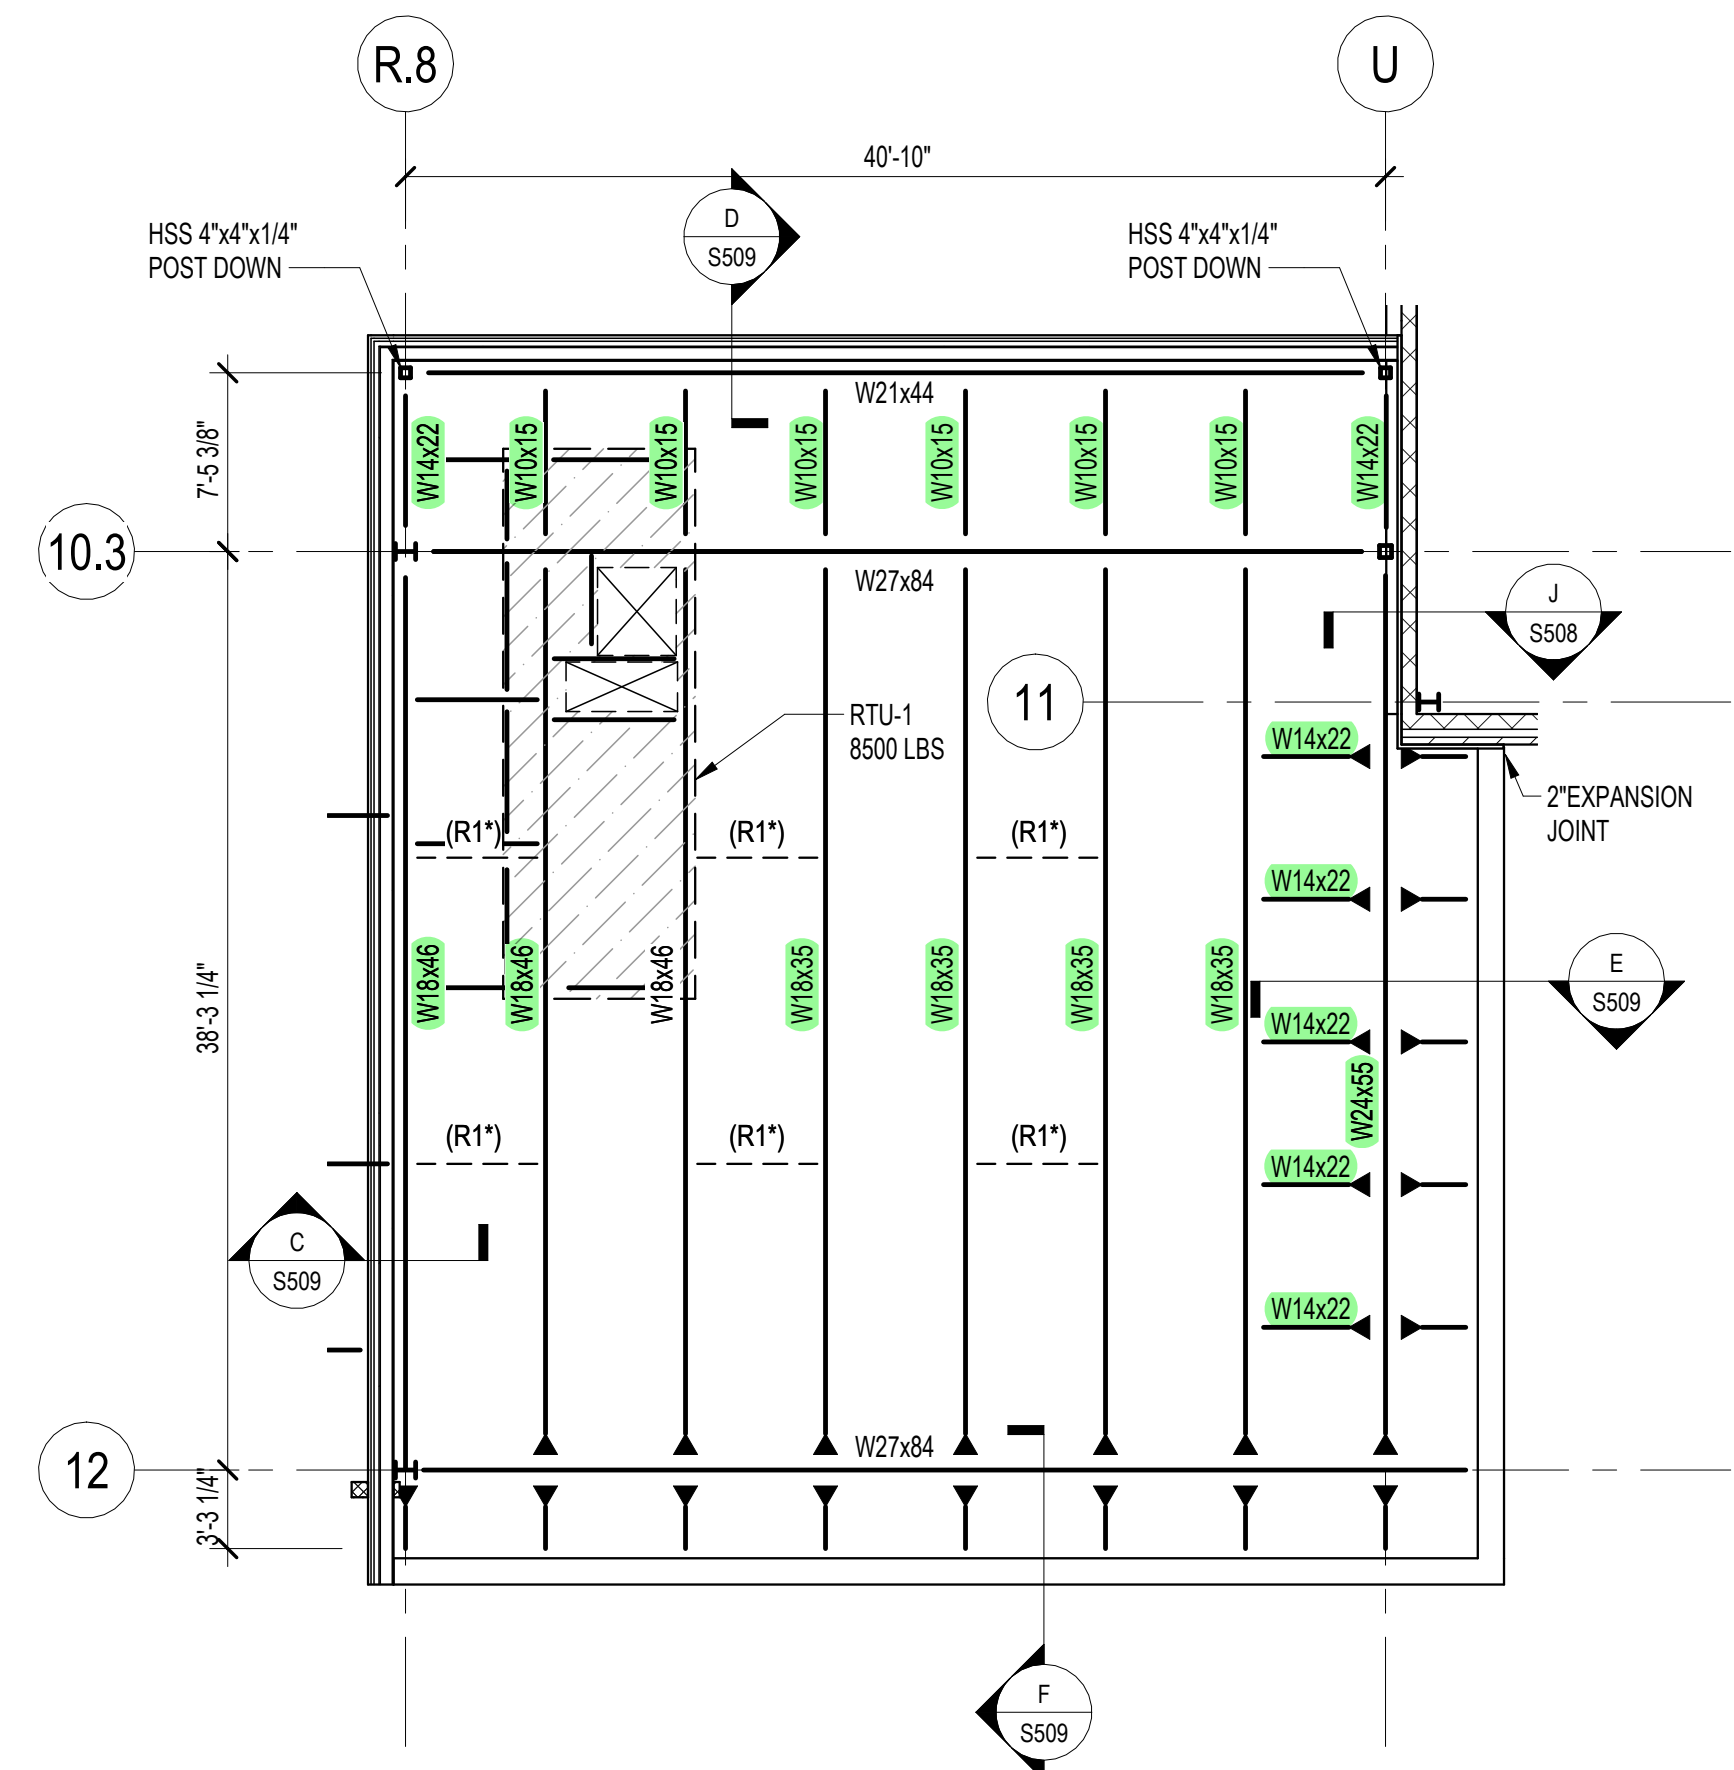 R.8
U
40'-10"
HSS 4"x4"x1/4"
POST DOWN
D
S509
HSS 4"x4"x1/4"
POST DOWN
W21x44
7'-5 3/8"
W14x22
W10x15
W10x15
W10x15
W10x15
W10x15
W10x15
W14x22
10.3
W27x84
J
S508
11
RTU-1
8500 LBS
W14x22
2"EXPANSION
JOINT
(R1*)
(R1*)
(R1*)
W14x22
38'-3 1/4"
W18x46
W18x46
W18x46
W18x35
W18x35
W18x35
W18x35
E
S509
W14x22
W24x55
(R1*)
(R1*)
(R1*)
W14x22
C
S509
W14x22
12
W27x84
3'-3 1/4"
F
S509